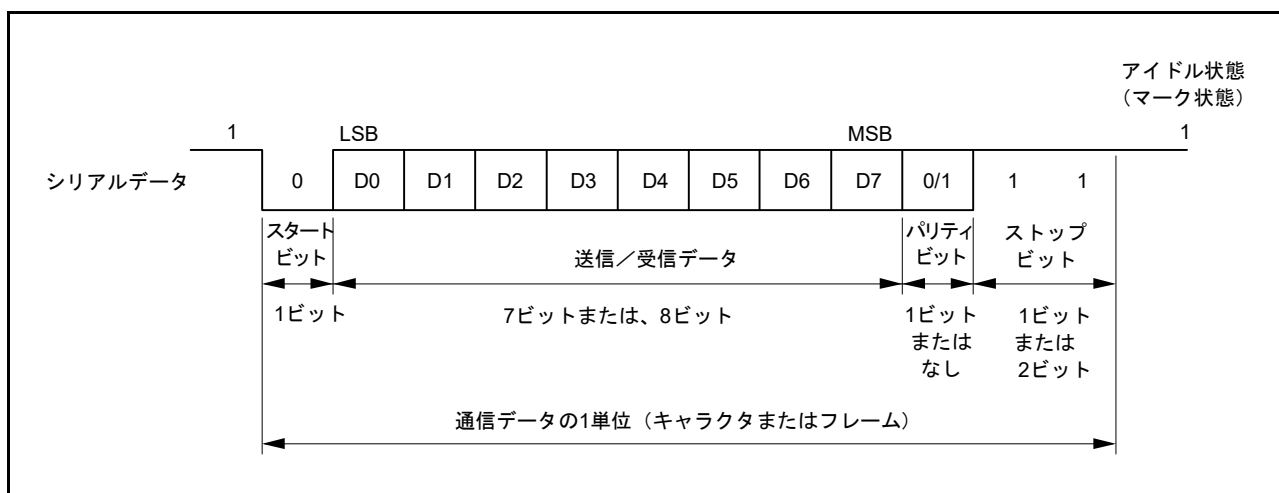 アイドル状態
（マーク状態）
1 LSB MSB 1
シリアルデータ 0 D0 D1 D2 D3 D4 D5 D6 D7 0/1 1 1
スタート
ビット
送信／受信データ
パリティ
ビット
ストップ
ビット
1ビット
7ビットまたは、8ビット
1ビット
または
なし
1ビット
または
2ビット
通信データの1単位（キャラクタまたはフレーム）